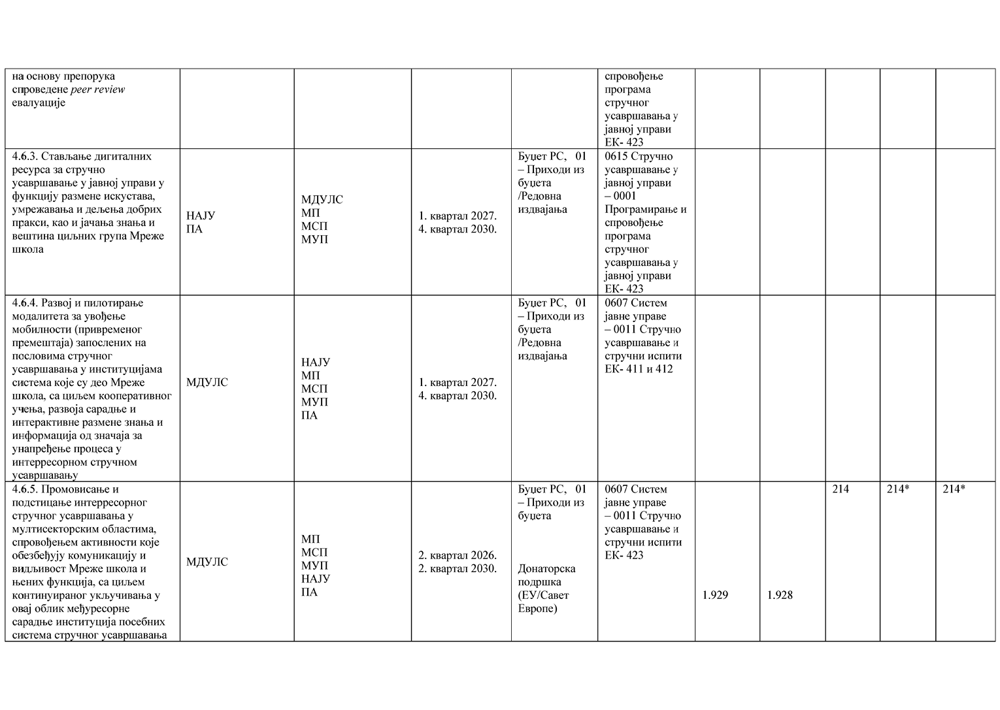 на основу препорука
спроведене peer review
евалуације
спровођење
програма
стручног
усавршавања у
јавној управи
ЕК- 423
4.6.3. Стављање дигиталних
ресурса за стручно
усавршавање у јавној управи у
функцију размене искустава,
умрежавања и дељења добрих
пракси, као и јачања знања и
вештина циљних група Мреже
школа
НАЈУ
ПА
МДУЛС
МП
МСП
МУП
1. квартал 2027.
4. квартал 2030.
Буџет РС, 01
– Приходи из
буџета
/Редовна
издвајања
0615 Стручно
усавршавање у
јавној управи
– 0001
Програмирање и
спровођење
програма
стручног
усавршавања у
јавној управи
ЕК- 423
4.6.4. Развој и пилотирање
модалитета за увођење
мобилности (привременог
премештаја) запослених на
пословима стручног
усавршавања у институцијама
система које су део Мреже
школа, са циљем кооперативног
учења, развоја сарадње и
интерактивне размене знања и
информација од значаја за
унапређење процеса у
интерресорном стручном
усавршавању
МДУЛС
НАЈУ
МП
МСП
МУП
ПА
1. квартал 2027.
4. квартал 2030.
Буџет РС, 01
– Приходи из
буџета
/Редовна
издвајања
0607 Систем
јавне управе
– 0011 Стручно
усавршавање и
стручни испити
ЕК- 411 и 412
4.6.5. Промовисање и
подстицање интерресорног
стручног усавршавања у
мултисекторским областима,
спровођењем активности које
обезбеђују комуникацију и
видљивост Мреже школа и
њених функција, са циљем
континуираног укључивања у
овај облик међуресорне
сарадње институција посебних
система стручног усавршавања
МДУЛС
МП
МСП
МУП
НАЈУ
ПА
2. квартал 2026.
2. квартал 2030.
Буџет РС, 01
– Приходи из
буџета
Донаторска
подршка
(ЕУ/Савет
Европе)
0607 Систем
јавне управе
– 0011 Стручно
усавршавање и
стручни испити
ЕК- 423
1.929
1.928
214
214*
214*